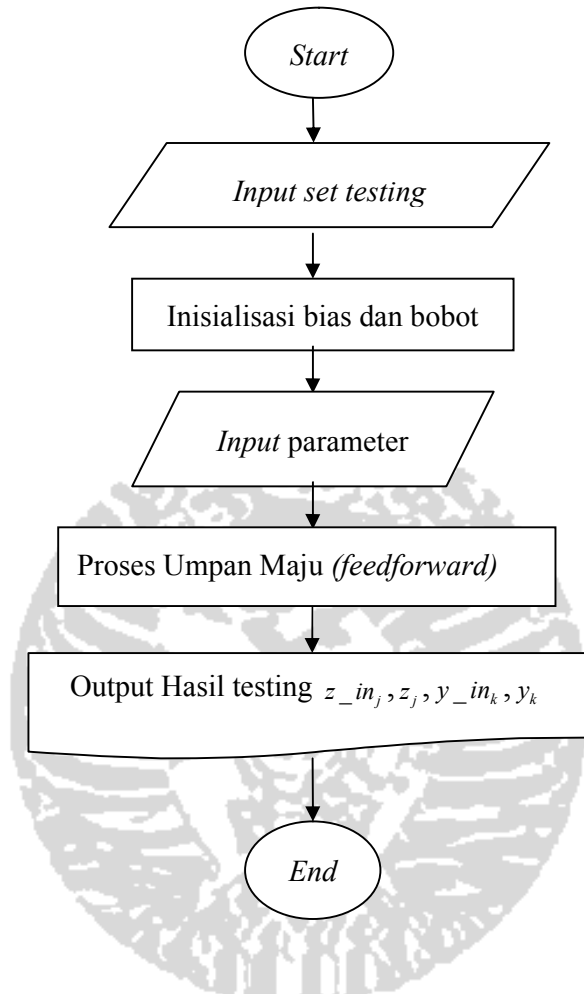 Start
Input set testing
Inisialisasi bias dan bobot
Input parameter
Proses Umpan Maju (feedforward)
Output Hasil testing z_in_j, z_j, y_in_k, y_k
End